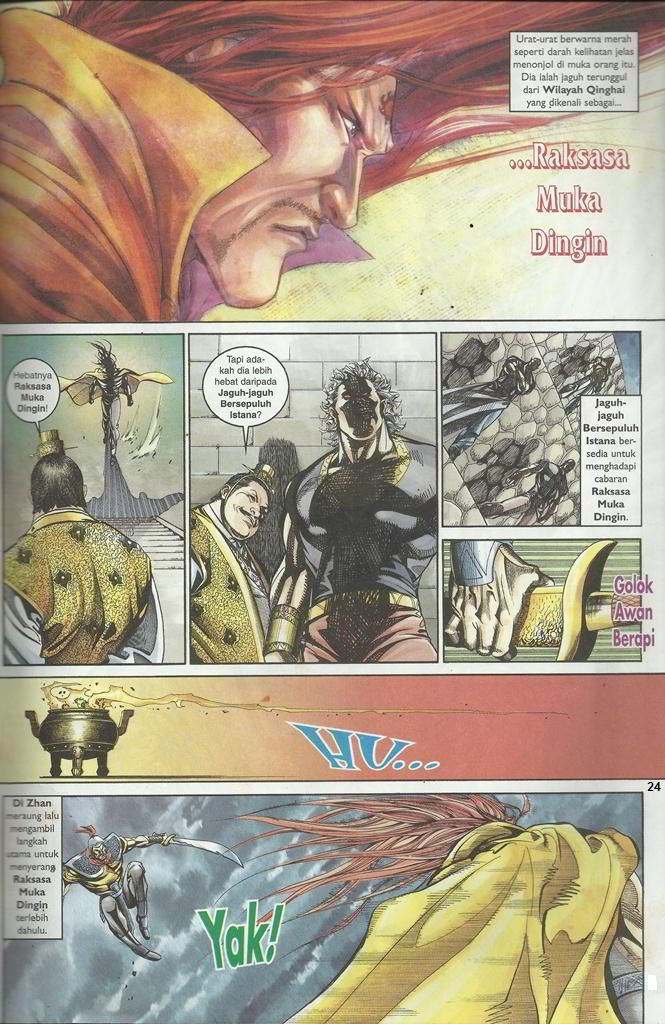 Urat-urat berwarna merah
seperti darah kelihatan jelas
menonjol di muka orang itu.
Dia ialah jaguh terunggul
dari Wilayah Qinghai
yang dikenali sebagai...
...Raksasa
Muka
Dingin
Hebatnya
Raksasa
Muka
Dingin!
Tapi ada-
kah dia lebih
hebat daripada
Jaguh-jaguh
Bersepuluh
Istana?
Jaguh-
jaguh
Bersepuluh
Istana ber-
sedia untuk
menghadapi
cabaran
Raksasa
Muka
Dingin.
Golok
Awan
Berapi
HU...
24
Di Zhan
meraung lalu
mengambil
langkah
utama untuk
menyerang
Raksasa
Muka
Dingin
terlebih
dahulu.
Yak!